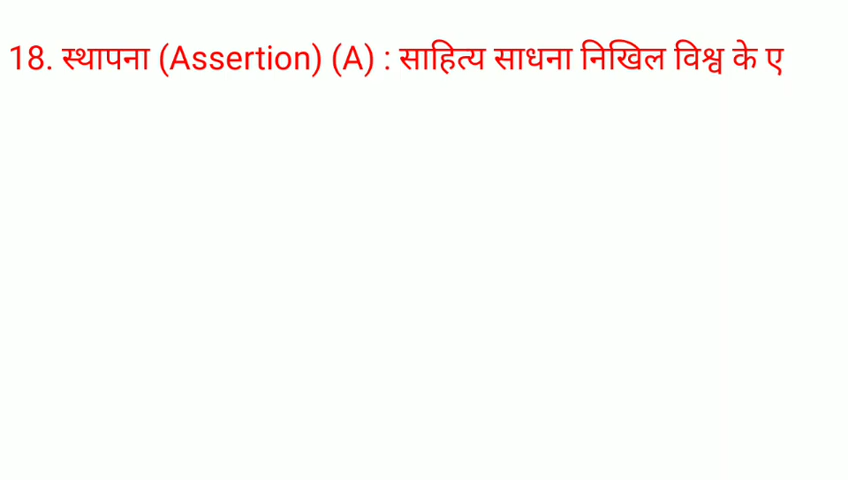 18. स्थापना (Assertion) (A) : साहित्य साधना निखिल विश्व के ए